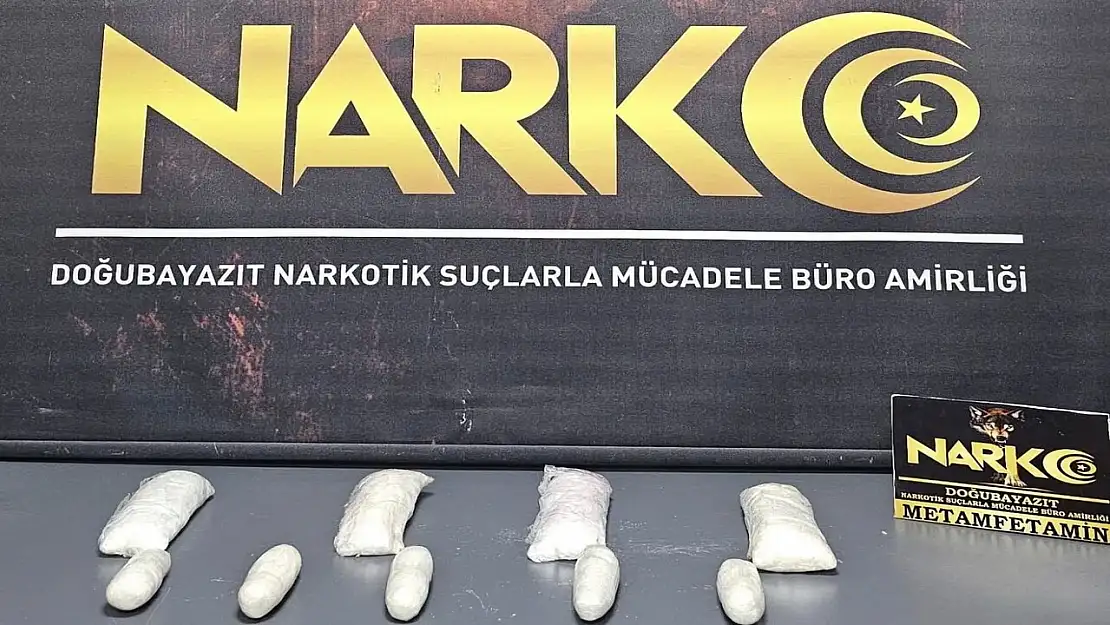 NARKO
DOĞUBAYAZIT NARKOTİK SUÇLARLA MÜCADELE BÜRO AMİRLİĞİ
NARKO
DOĞUBAYAZIT
NARKOTİK SUÇLARLA MÜCADELE BÜRO AMİRLİĞİ
METAMFETAMİN